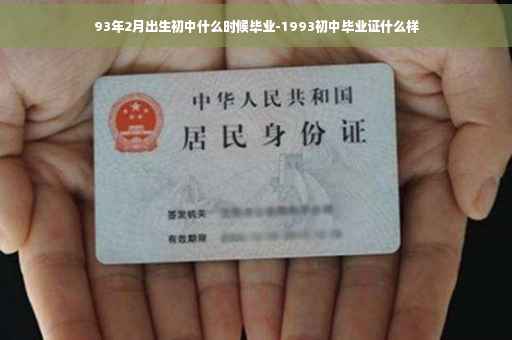 93年2月出生初中什么时候毕业-1993初中毕业证什么样
中华人民共和国
居民身份证
签发机关
有效期限